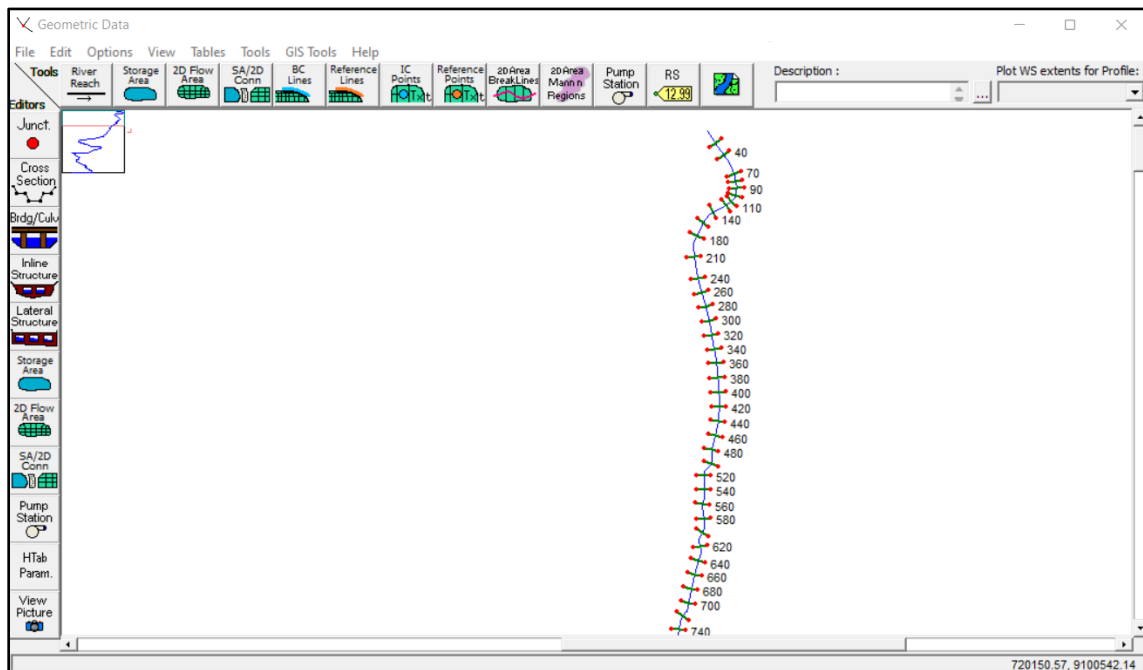 Geometric Data
File Edit Options View Tables Tools GIS Tools Help
Tools
Editors
River
Reach
Storage
Area
2D Flow
Area
SA/2D
Conn
BC
Lines
Reference
Lines
IC
Points
Reference
Points
2D Area
BreakLines
2D Area
Mann n
Regions
Pump
Station
RS
12.99
Description :
...
Plot WS extents for Profile:
Junct.
Cross
Section
Brdg/Culv
Inline
Structure
Lateral
Structure
Storage
Area
2D Flow
Area
SA/2D
Conn
Pump
Station
HTab
Param.
View
Picture
40
70
90
110
140
180
210
240
260
280
300
320
340
360
380
400
420
440
460
480
520
540
560
580
620
640
660
680
700
740
720150.57, 9100542.14